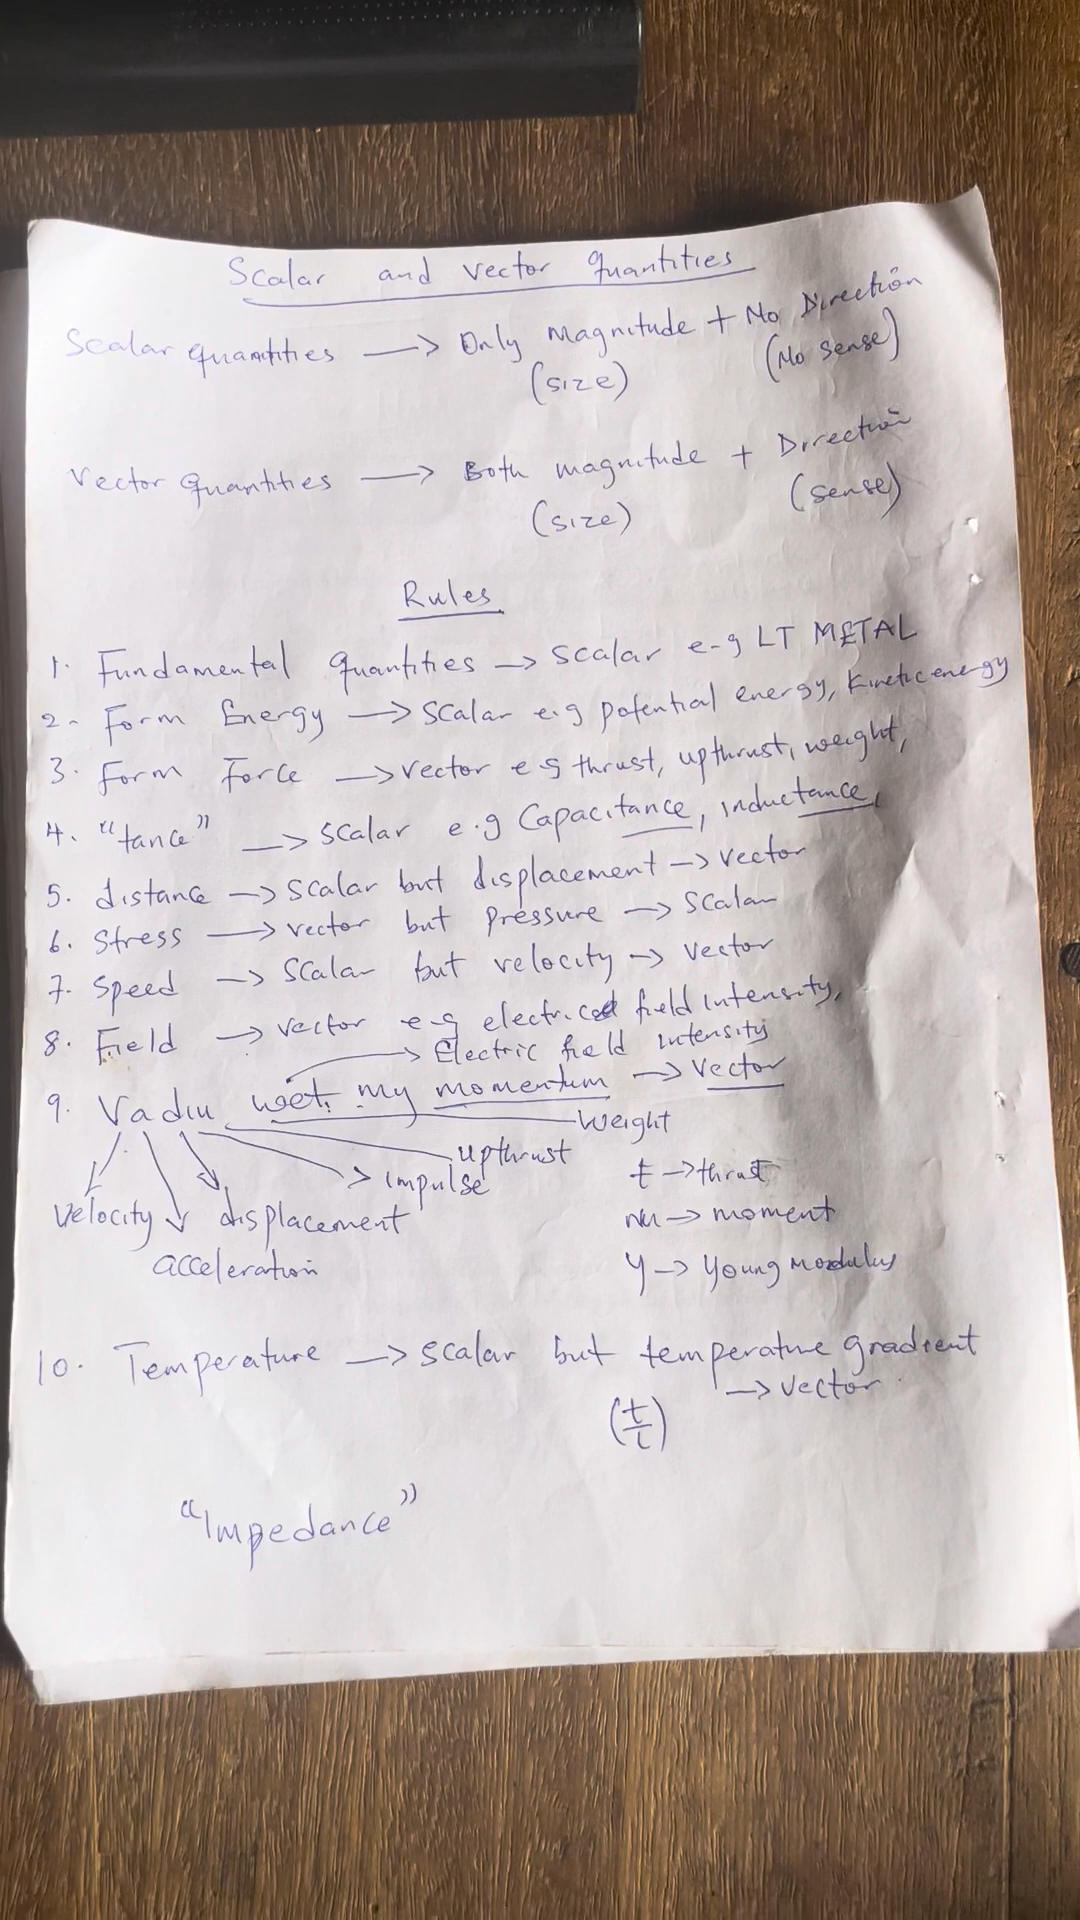 Scalar and vector quantities
Scalar quantities → Only magnitude + No Direction
(size) (No sense)
Vector quantities → Both magnitude + Direction
(size) (sense)
Rules
1. Fundamental quantities → scalar e-g LT METAL
2- Form Energy → scalar e.g potential energy, Kinetic energy
3. Form Force → vector e g thrust, upthrust, weight,
4. "tance" → scalar e.g Capacitance, inductance,
5. distance → scalar but displacement → vector
6. stress → vector but pressure → scalar
7. speed → scalar but velocity → vector
8. Field → vector e-g electrical field intensity,
→ Electric field intensity
9. Vadiu wet. my momentum → vector
Weight
upthrust
Impulse
t → thrust
Velocity displacement
m → moment
acceleration
y → Young modulus
10. Temperature → scalar but temperature gradient
→ vector
(t/l)
"Impedance"